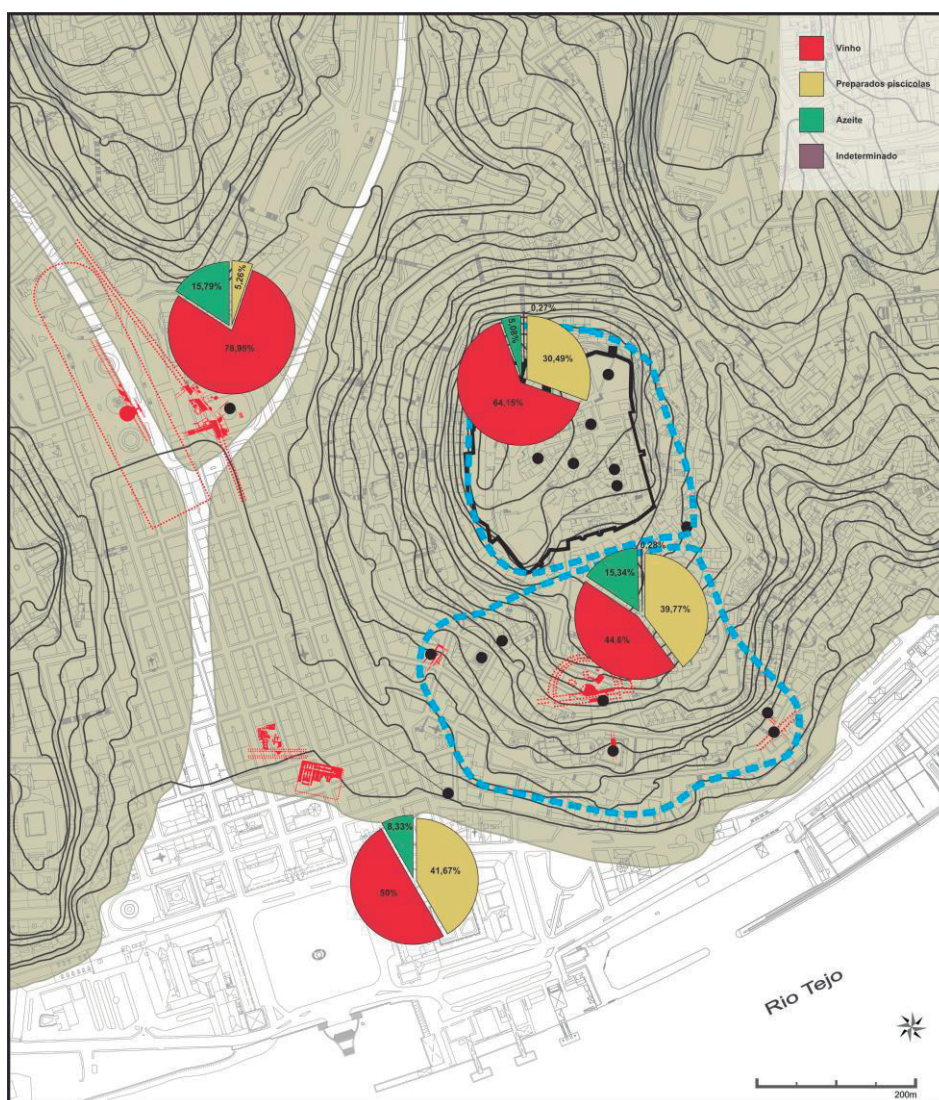 Vinho
Preparados piscícolas
Azeite
Indeterminado
15,79%
5,26%
78,95%
0,27%
5,08%
30,49%
64,15%
0,28%
15,34%
39,77%
44,6%
8,33%
41,67%
50%
Rio Tejo
200m